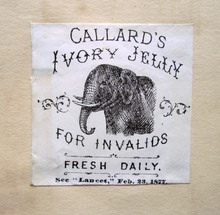 CALLARD'S
IVORY JELLY
FOR INVALIDS
FRESH DAILY.
See "Lancet," Feb. 23, 1877.